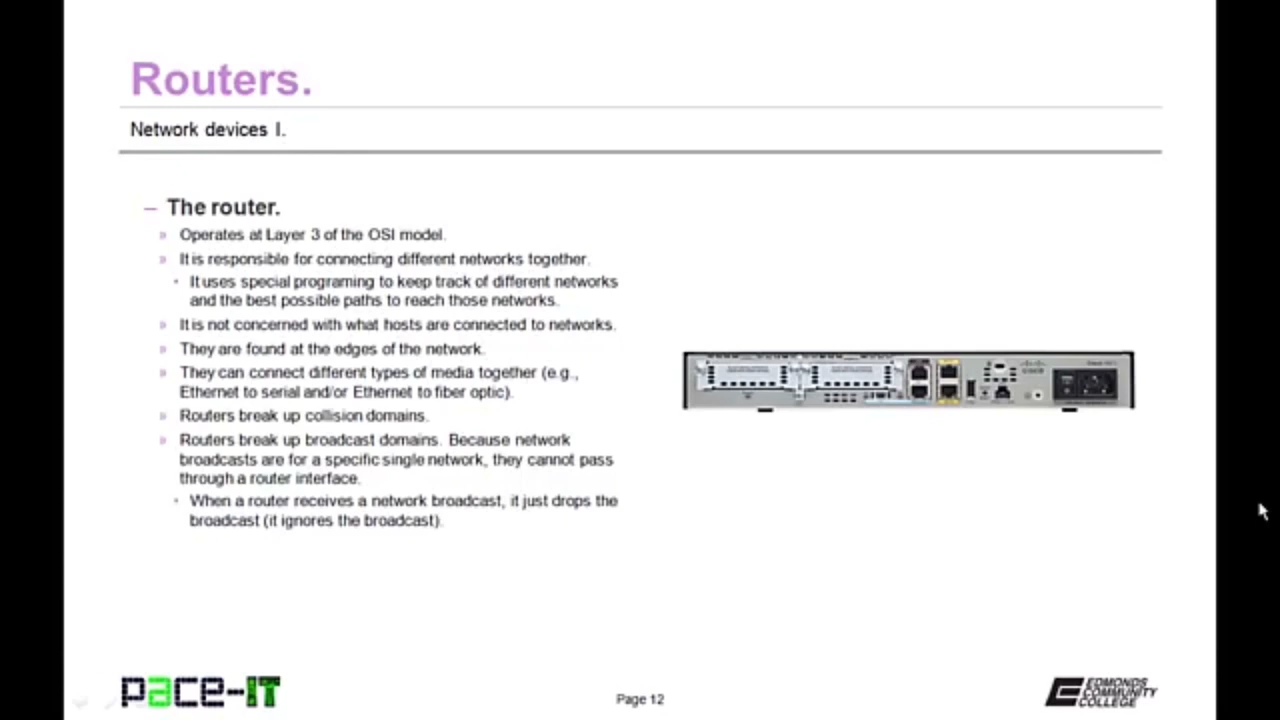 Routers.
Network devices I.
– The router.
» Operates at Layer 3 of the OSI model.
» It is responsible for connecting different networks together.
• It uses special programing to keep track of different networks
and the best possible paths to reach those networks.
» It is not concerned with what hosts are connected to networks.
» They are found at the edges of the network.
» They can connect different types of media together (e.g.,
Ethernet to serial and/or Ethernet to fiber optic).
» Routers break up collision domains.
» Routers break up broadcast domains. Because network
broadcasts are for a specific single network, they cannot pass
through a router interface.
• When a router receives a network broadcast, it just drops the
broadcast (it ignores the broadcast).
pace-IT
Page 12
EDMONDS
COMMUNITY
COLLEGE